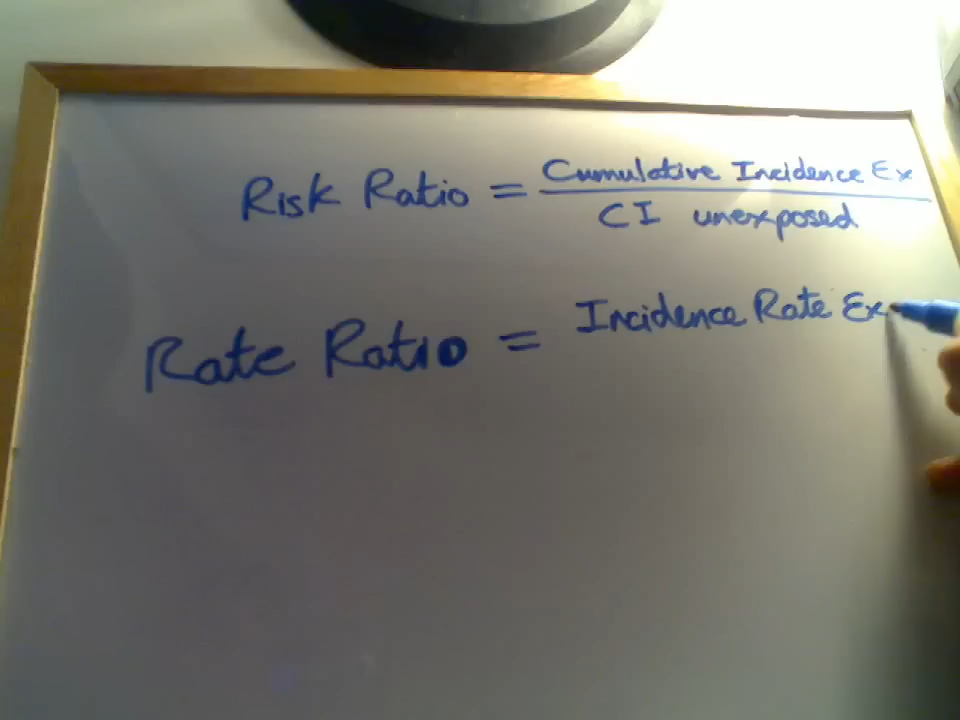 Risk Ratio = Cumulative Incidence Ex
CI unexposed
Rate Ratio = Incidence Rate Ex